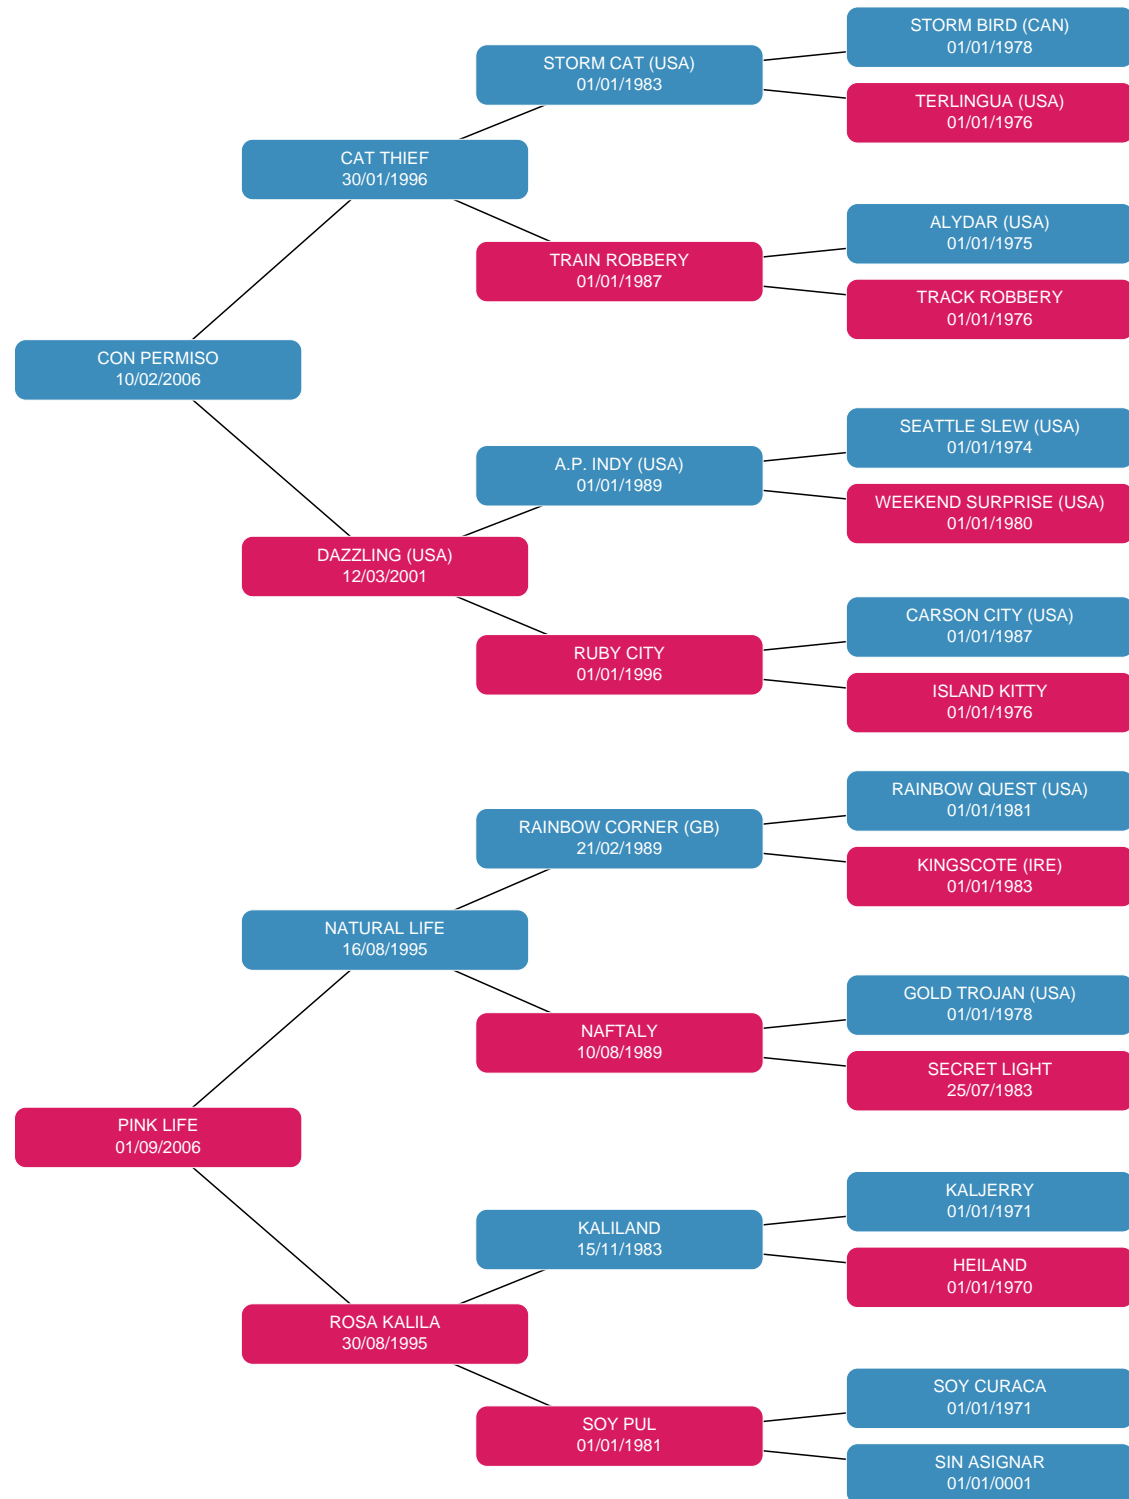 STORM BIRD (CAN)
01/01/1978
STORM CAT (USA)
01/01/1983
TERLINGUA (USA)
01/01/1976
CAT THIEF
30/01/1996
ALYDAR (USA)
01/01/1975
TRAIN ROBBERY
01/01/1987
TRACK ROBBERY
01/01/1976
CON PERMISO
10/02/2006
SEATTLE SLEW (USA)
01/01/1974
A.P. INDY (USA)
01/01/1989
WEEKEND SURPRISE (USA)
01/01/1980
DAZZLING (USA)
12/03/2001
CARSON CITY (USA)
01/01/1987
RUBY CITY
01/01/1996
ISLAND KITTY
01/01/1976
RAINBOW QUEST (USA)
01/01/1981
RAINBOW CORNER (GB)
21/02/1989
KINGSCOTE (IRE)
01/01/1983
NATURAL LIFE
16/08/1995
GOLD TROJAN (USA)
01/01/1978
NAFTALY
10/08/1989
SECRET LIGHT
25/07/1983
PINK LIFE
01/09/2006
KALJERRY
01/01/1971
KALILAND
15/11/1983
HEILAND
01/01/1970
ROSA KALILA
30/08/1995
SOY CURACA
01/01/1971
SOY PUL
01/01/1981
SIN ASIGNAR
01/01/0001